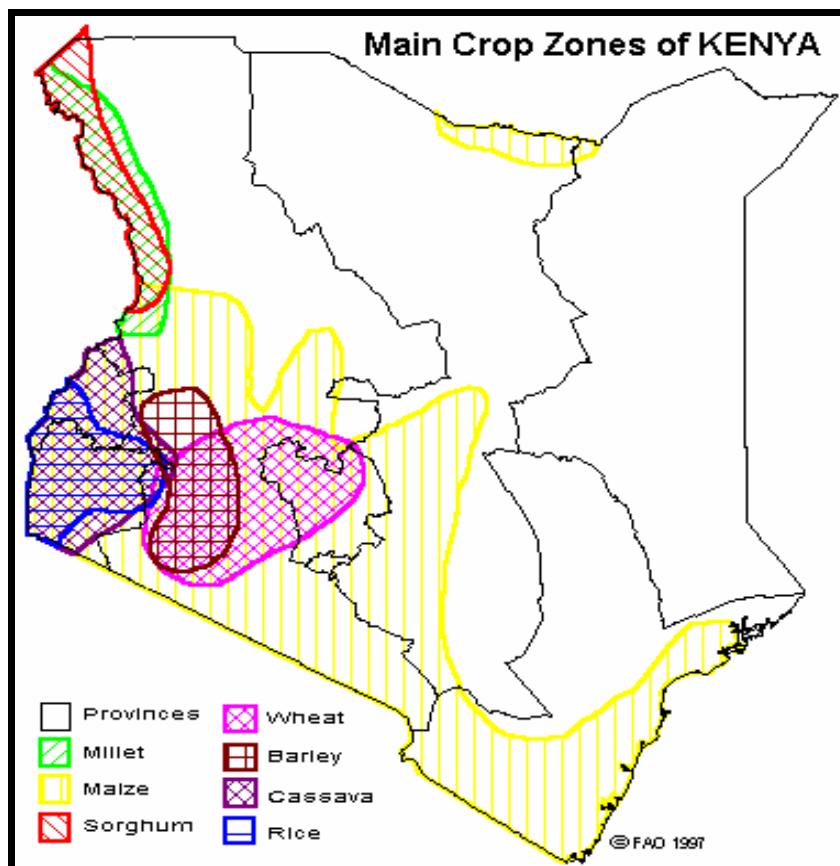 Main Crop Zones of KENYA
Provinces
Millet
Maize
Sorghum
Wheat
Barley
Cassava
Rice
©FAO 1997